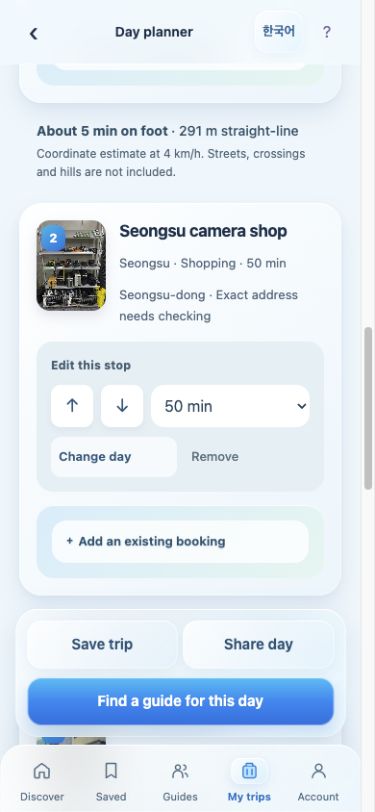 Day planner
한국어
?
About 5 min on foot · 291 m straight-line
Coordinate estimate at 4 km/h. Streets, crossings
and hills are not included.
2
Seongsu camera shop
Seongsu · Shopping · 50 min
Seongsu-dong · Exact address
needs checking
Edit this stop
↑ ↓ 50 min
Change day Remove
+ Add an existing booking
Save trip Share day
Find a guide for this day
Discover Saved Guides My trips Account